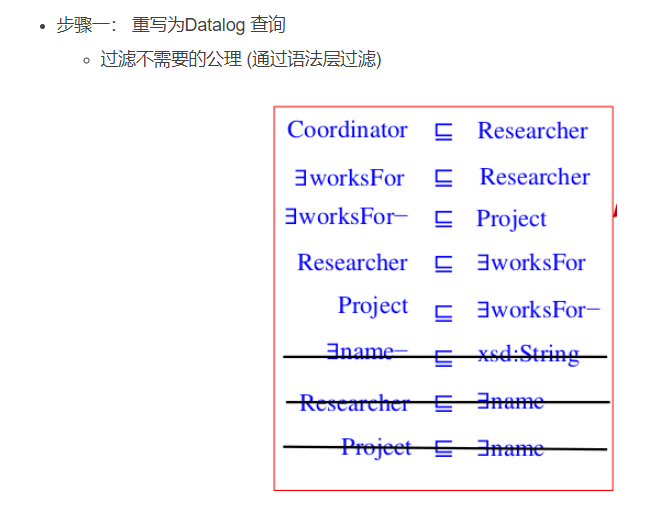 步骤一： 重写为Datalog 查询
过滤不需要的公理 (通过语法层过滤)
Coordinator ⊑ Researcher
∃worksFor ⊑ Researcher
∃worksFor− ⊑ Project
Researcher ⊑ ∃worksFor
Project ⊑ ∃worksFor−
∃name− ⊑ xsd:String
Researcher ⊑ ∃name
Project ⊑ ∃name